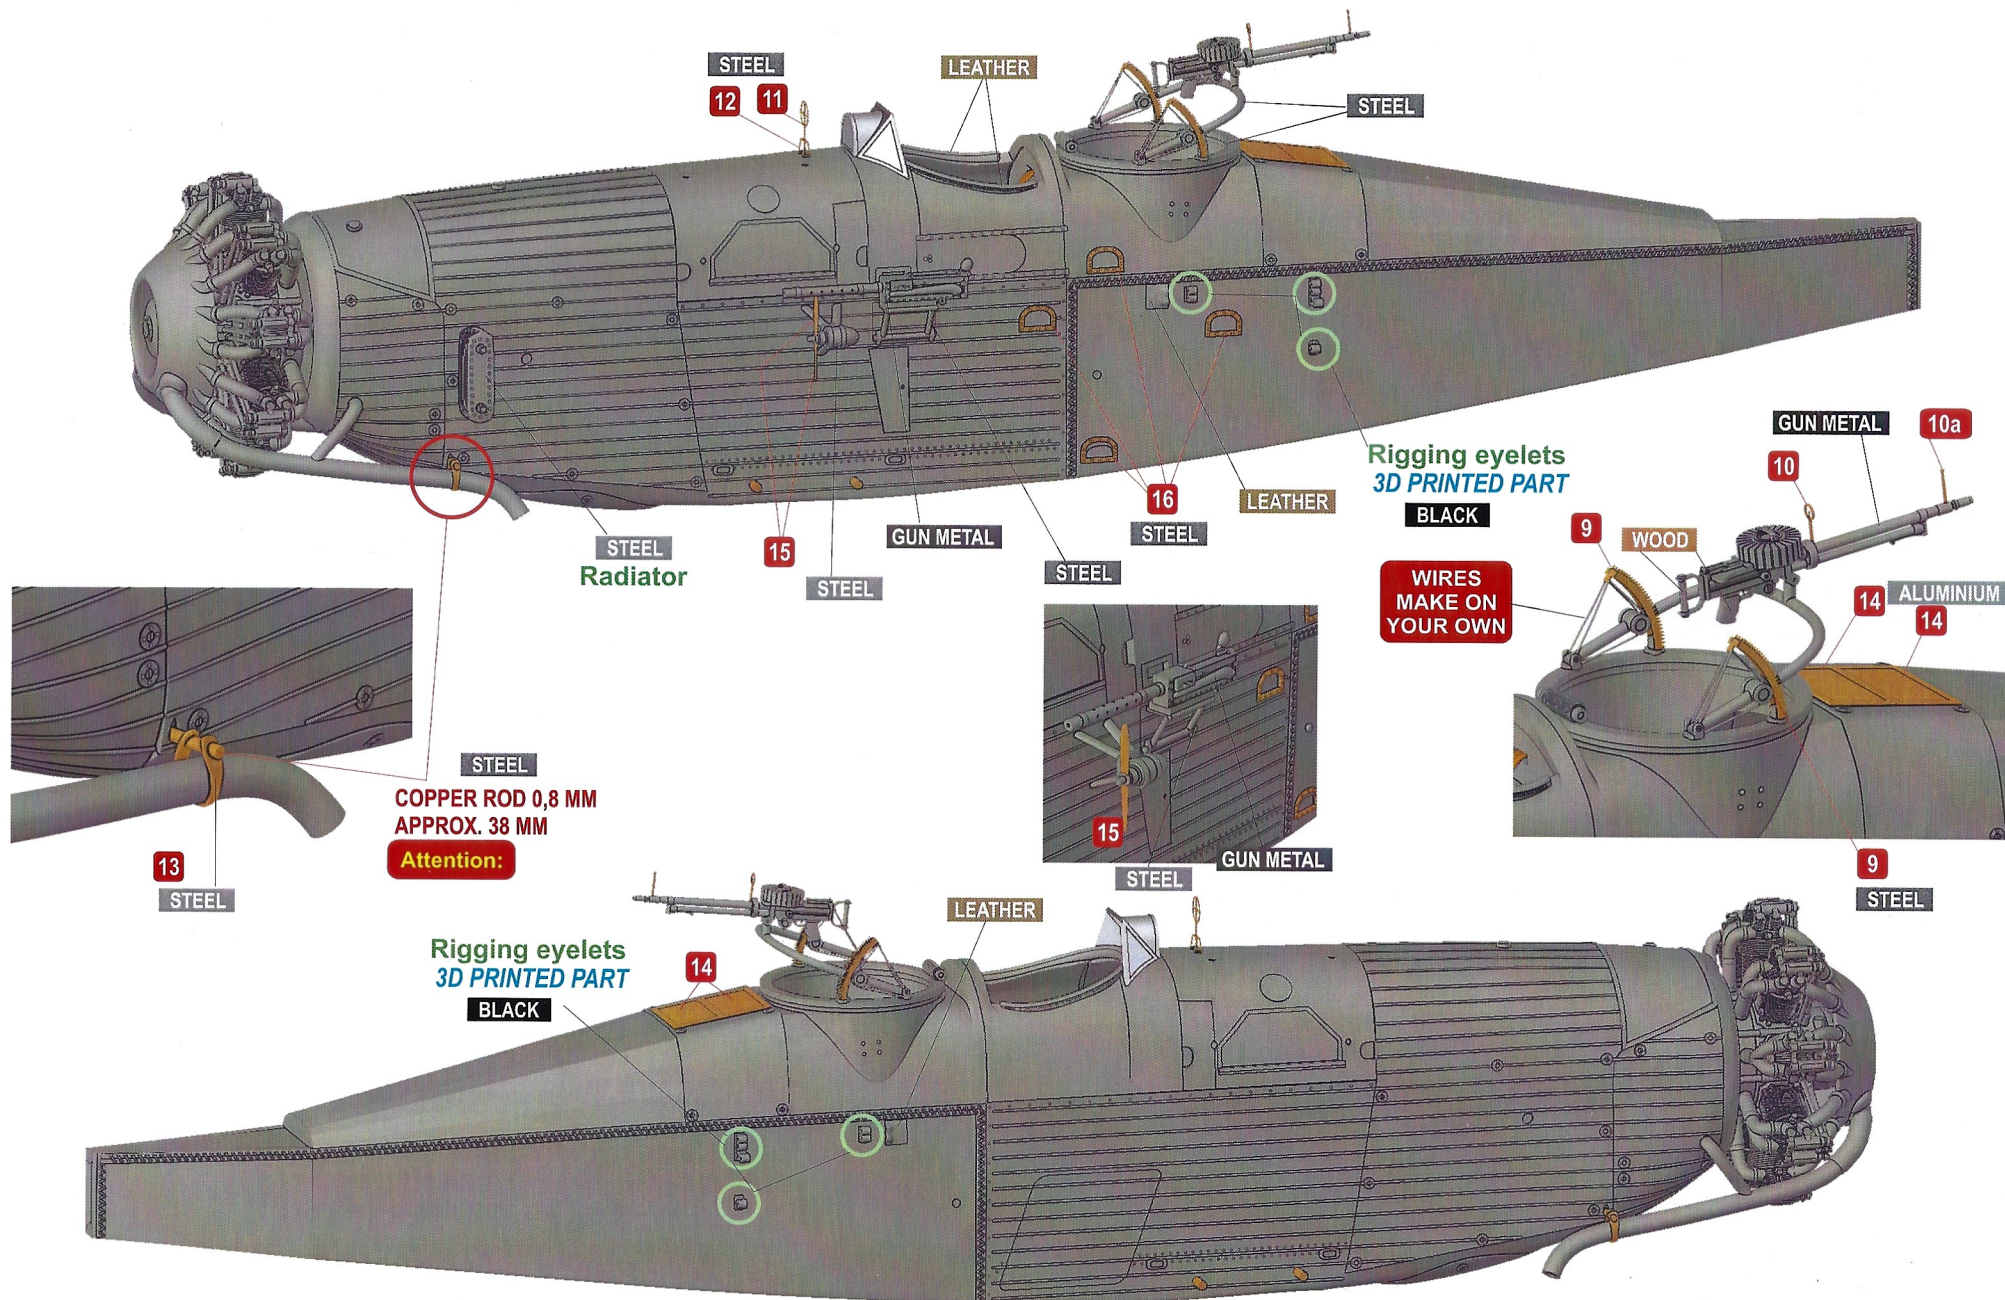 STEEL
12
11
LEATHER
STEEL
STEEL
Radiator
15
STEEL
GUN METAL
STEEL
16
STEEL
LEATHER
Rigging eyelets
3D PRINTED PART
BLACK
GUN METAL
10a
10
9
WOOD
WIRES
MAKE ON
YOUR OWN
14
ALUMINIUM
14
9
STEEL
STEEL
COPPER ROD 0,8 MM
APPROX. 38 MM
Attention:
13
STEEL
15
STEEL
GUN METAL
Rigging eyelets
3D PRINTED PART
BLACK
14
LEATHER